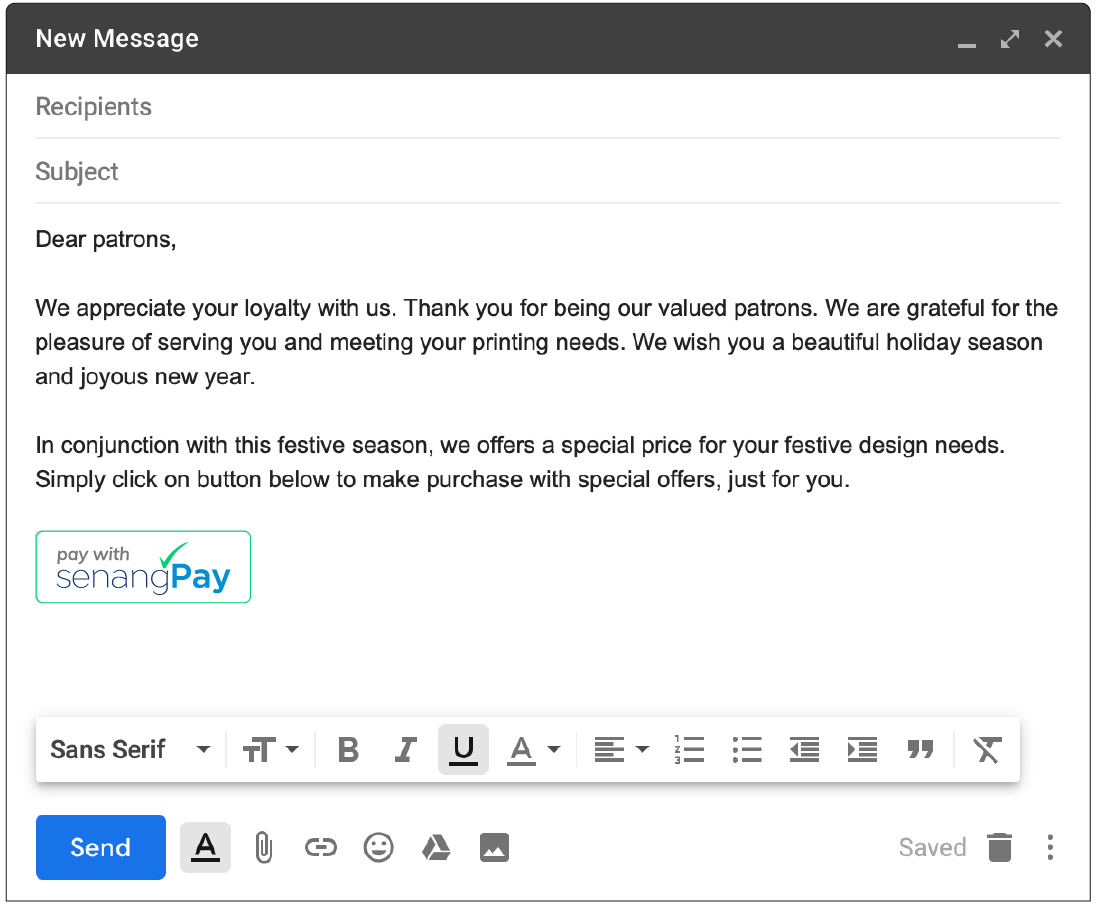 New Message
Recipients
Subject
Dear patrons,
We appreciate your loyalty with us. Thank you for being our valued patrons. We are grateful for the
pleasure of serving you and meeting your printing needs. We wish you a beautiful holiday season
and joyous new year.
In conjunction with this festive season, we offers a special price for your festive design needs.
Simply click on button below to make purchase with special offers, just for you.
pay with
senangPay
Sans Serif
Send
Saved